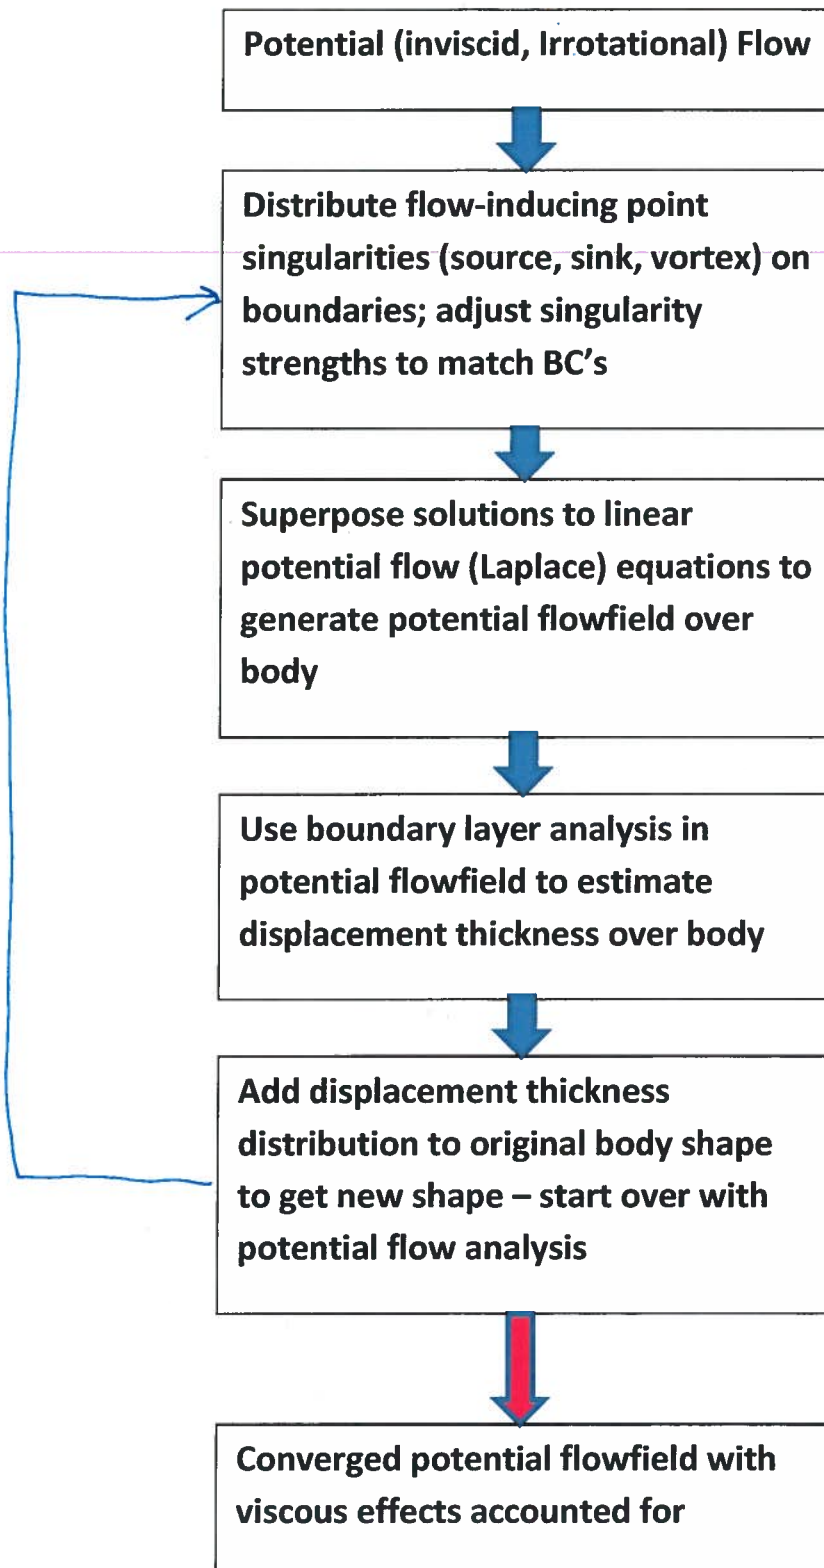 Potential (inviscid, Irrotational) Flow
Distribute flow-inducing point
singularities (source, sink, vortex) on
boundaries; adjust singularity
strengths to match BC's
Superpose solutions to linear
potential flow (Laplace) equations to
generate potential flowfield over
body
Use boundary layer analysis in
potential flowfield to estimate
displacement thickness over body
Add displacement thickness
distribution to original body shape
to get new shape – start over with
potential flow analysis
Converged potential flowfield with
viscous effects accounted for